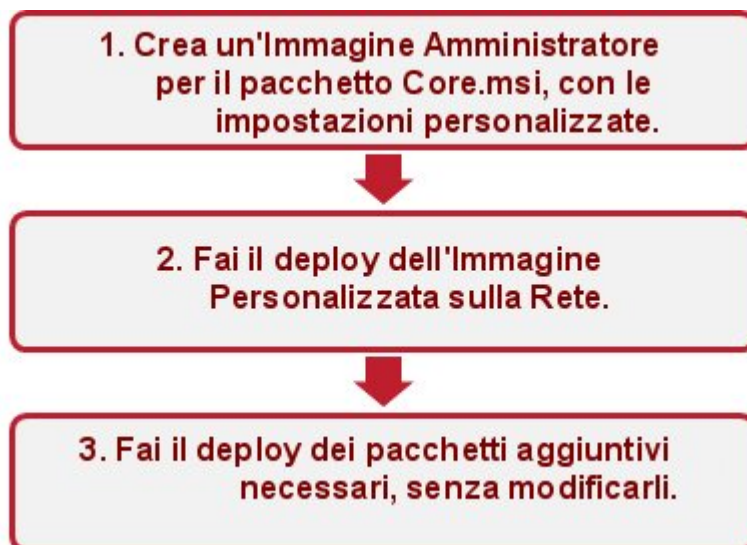 1. Crea un'Immagine Amministratore
per il pacchetto Core.msi, con le
impostazioni personalizzate.
2. Fai il deploy dell'Immagine
Personalizzata sulla Rete.
3. Fai il deploy dei pacchetti aggiuntivi
necessari, senza modificarli.